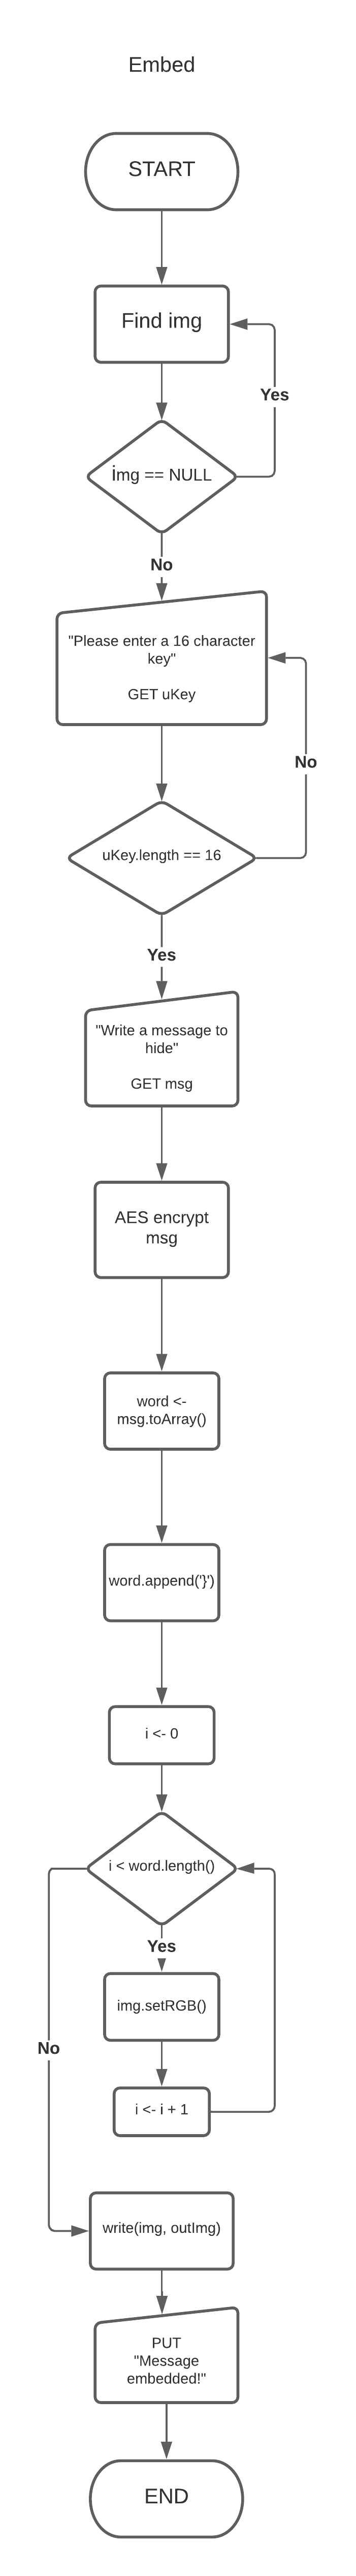 Embed
START
Find img
Yes
img == NULL
No
"Please enter a 16 character
key"
GET uKey
No
uKey.length == 16
Yes
"Write a message to
hide"
GET msg
AES encrypt
msg
word <-
msg.toArray()
word.append('}')
i <- 0
i < word.length()
Yes
img.setRGB()
No
i <- i + 1
write(img, outImg)
PUT
"Message
embedded!"
END